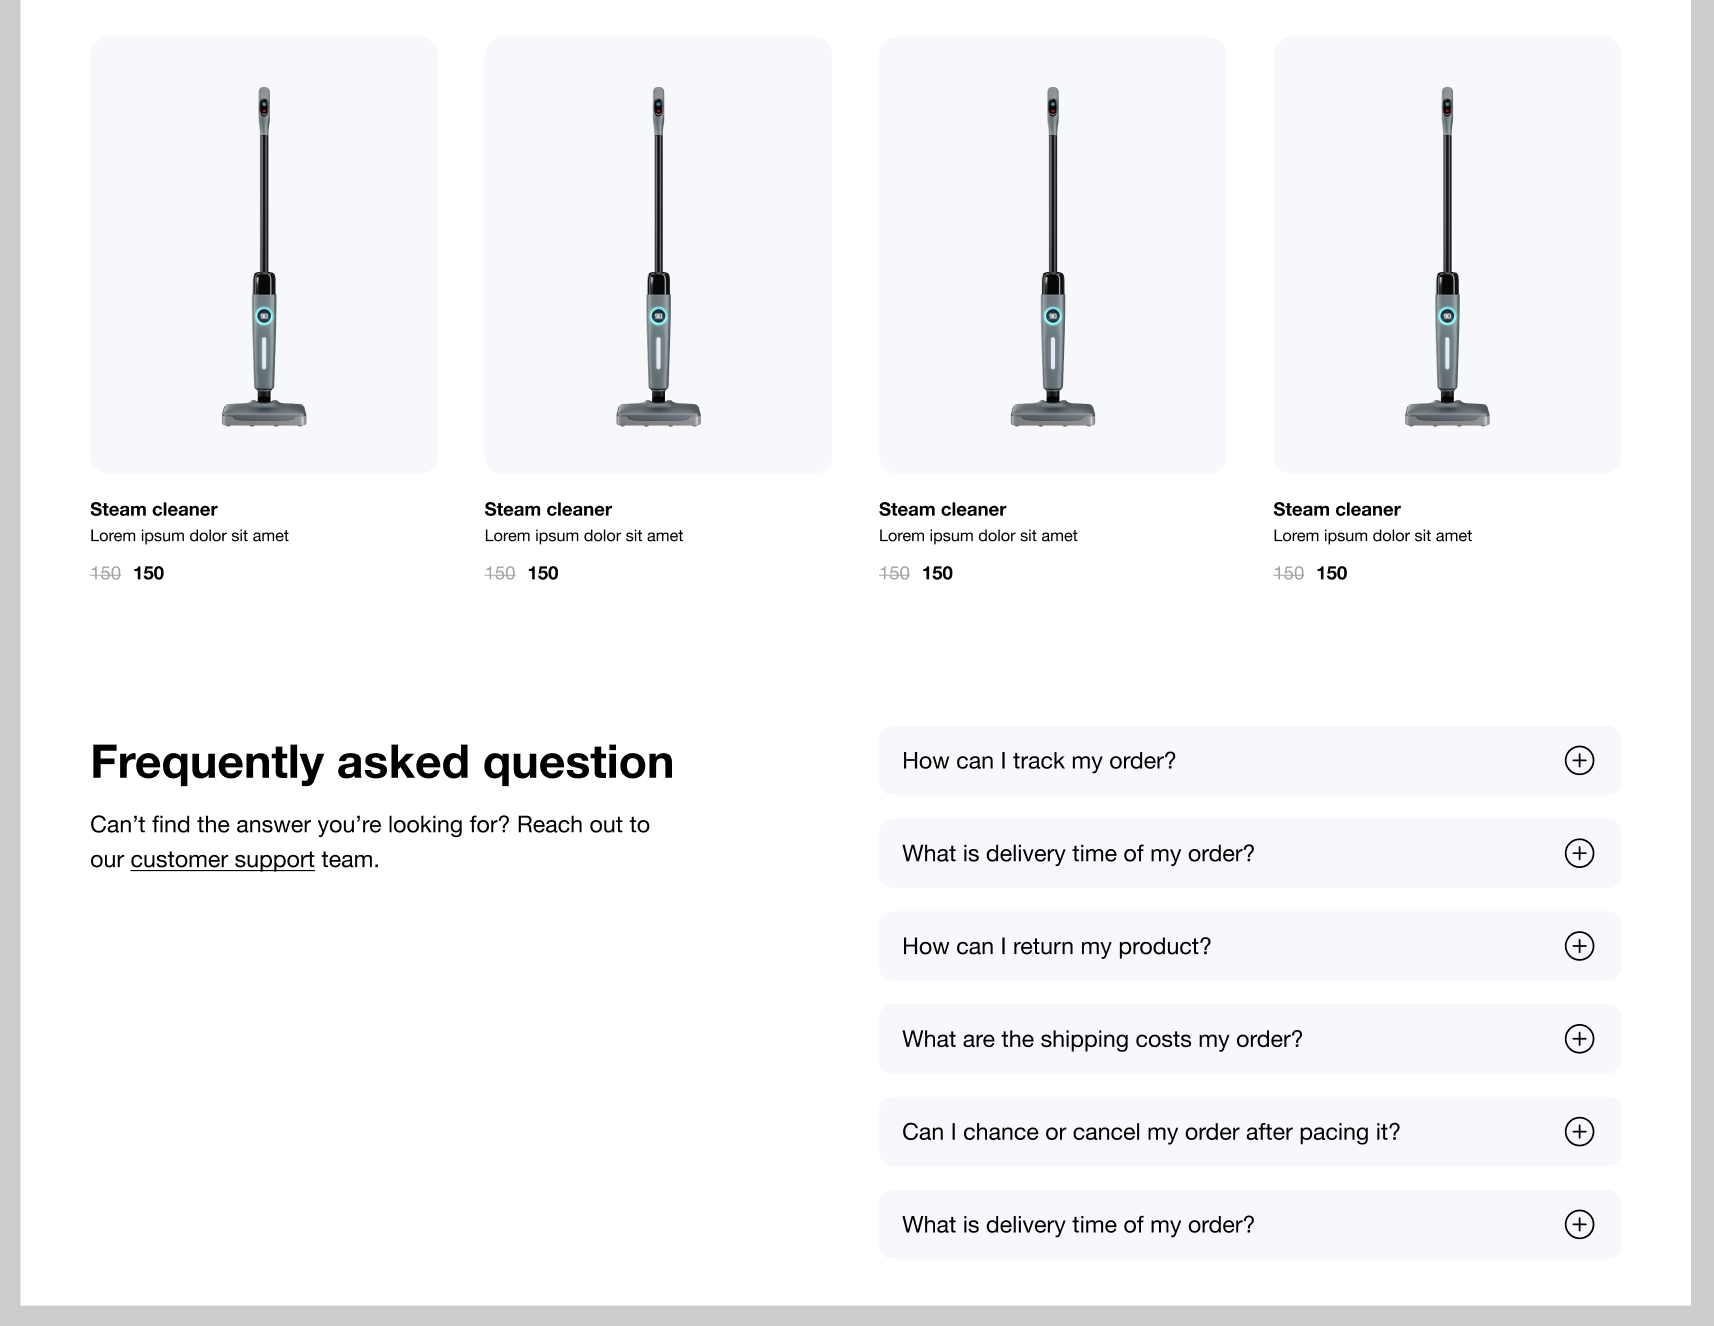 Steam cleaner
Lorem ipsum dolor sit amet
150 150
Steam cleaner
Lorem ipsum dolor sit amet
150 150
Steam cleaner
Lorem ipsum dolor sit amet
150 150
Steam cleaner
Lorem ipsum dolor sit amet
150 150
Frequently asked question
Can’t find the answer you’re looking for? Reach out to
our customer support team.
How can I track my order?
What is delivery time of my order?
How can I return my product?
What are the shipping costs my order?
Can I chance or cancel my order after pacing it?
What is delivery time of my order?